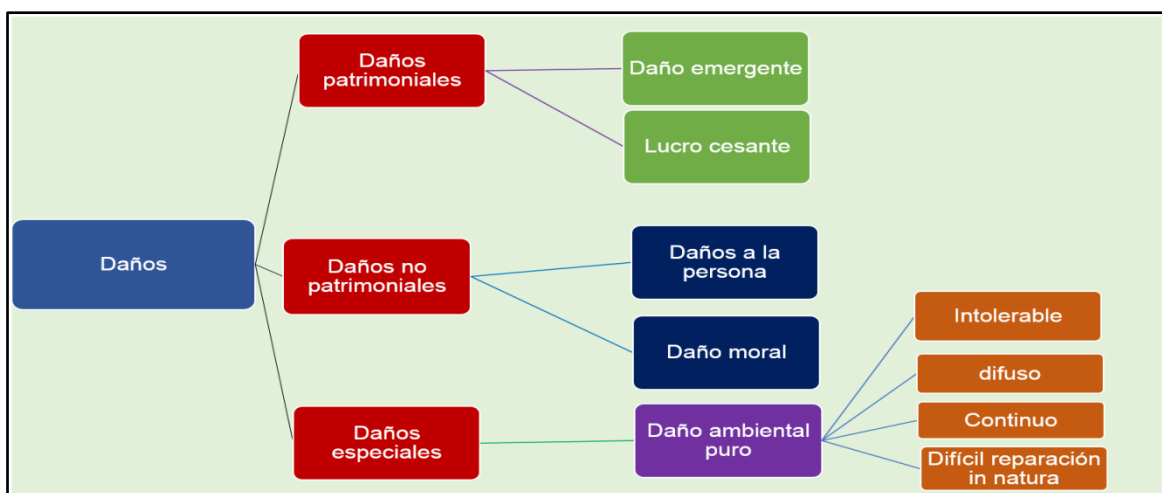 Daños
Daños
patrimoniales
Daño emergente
Lucro cesante
Daños no
patrimoniales
Daños a la
persona
Daño moral
Daños
especiales
Daño ambiental
puro
Intolerable
difuso
Continuo
Difícil reparación
in natura